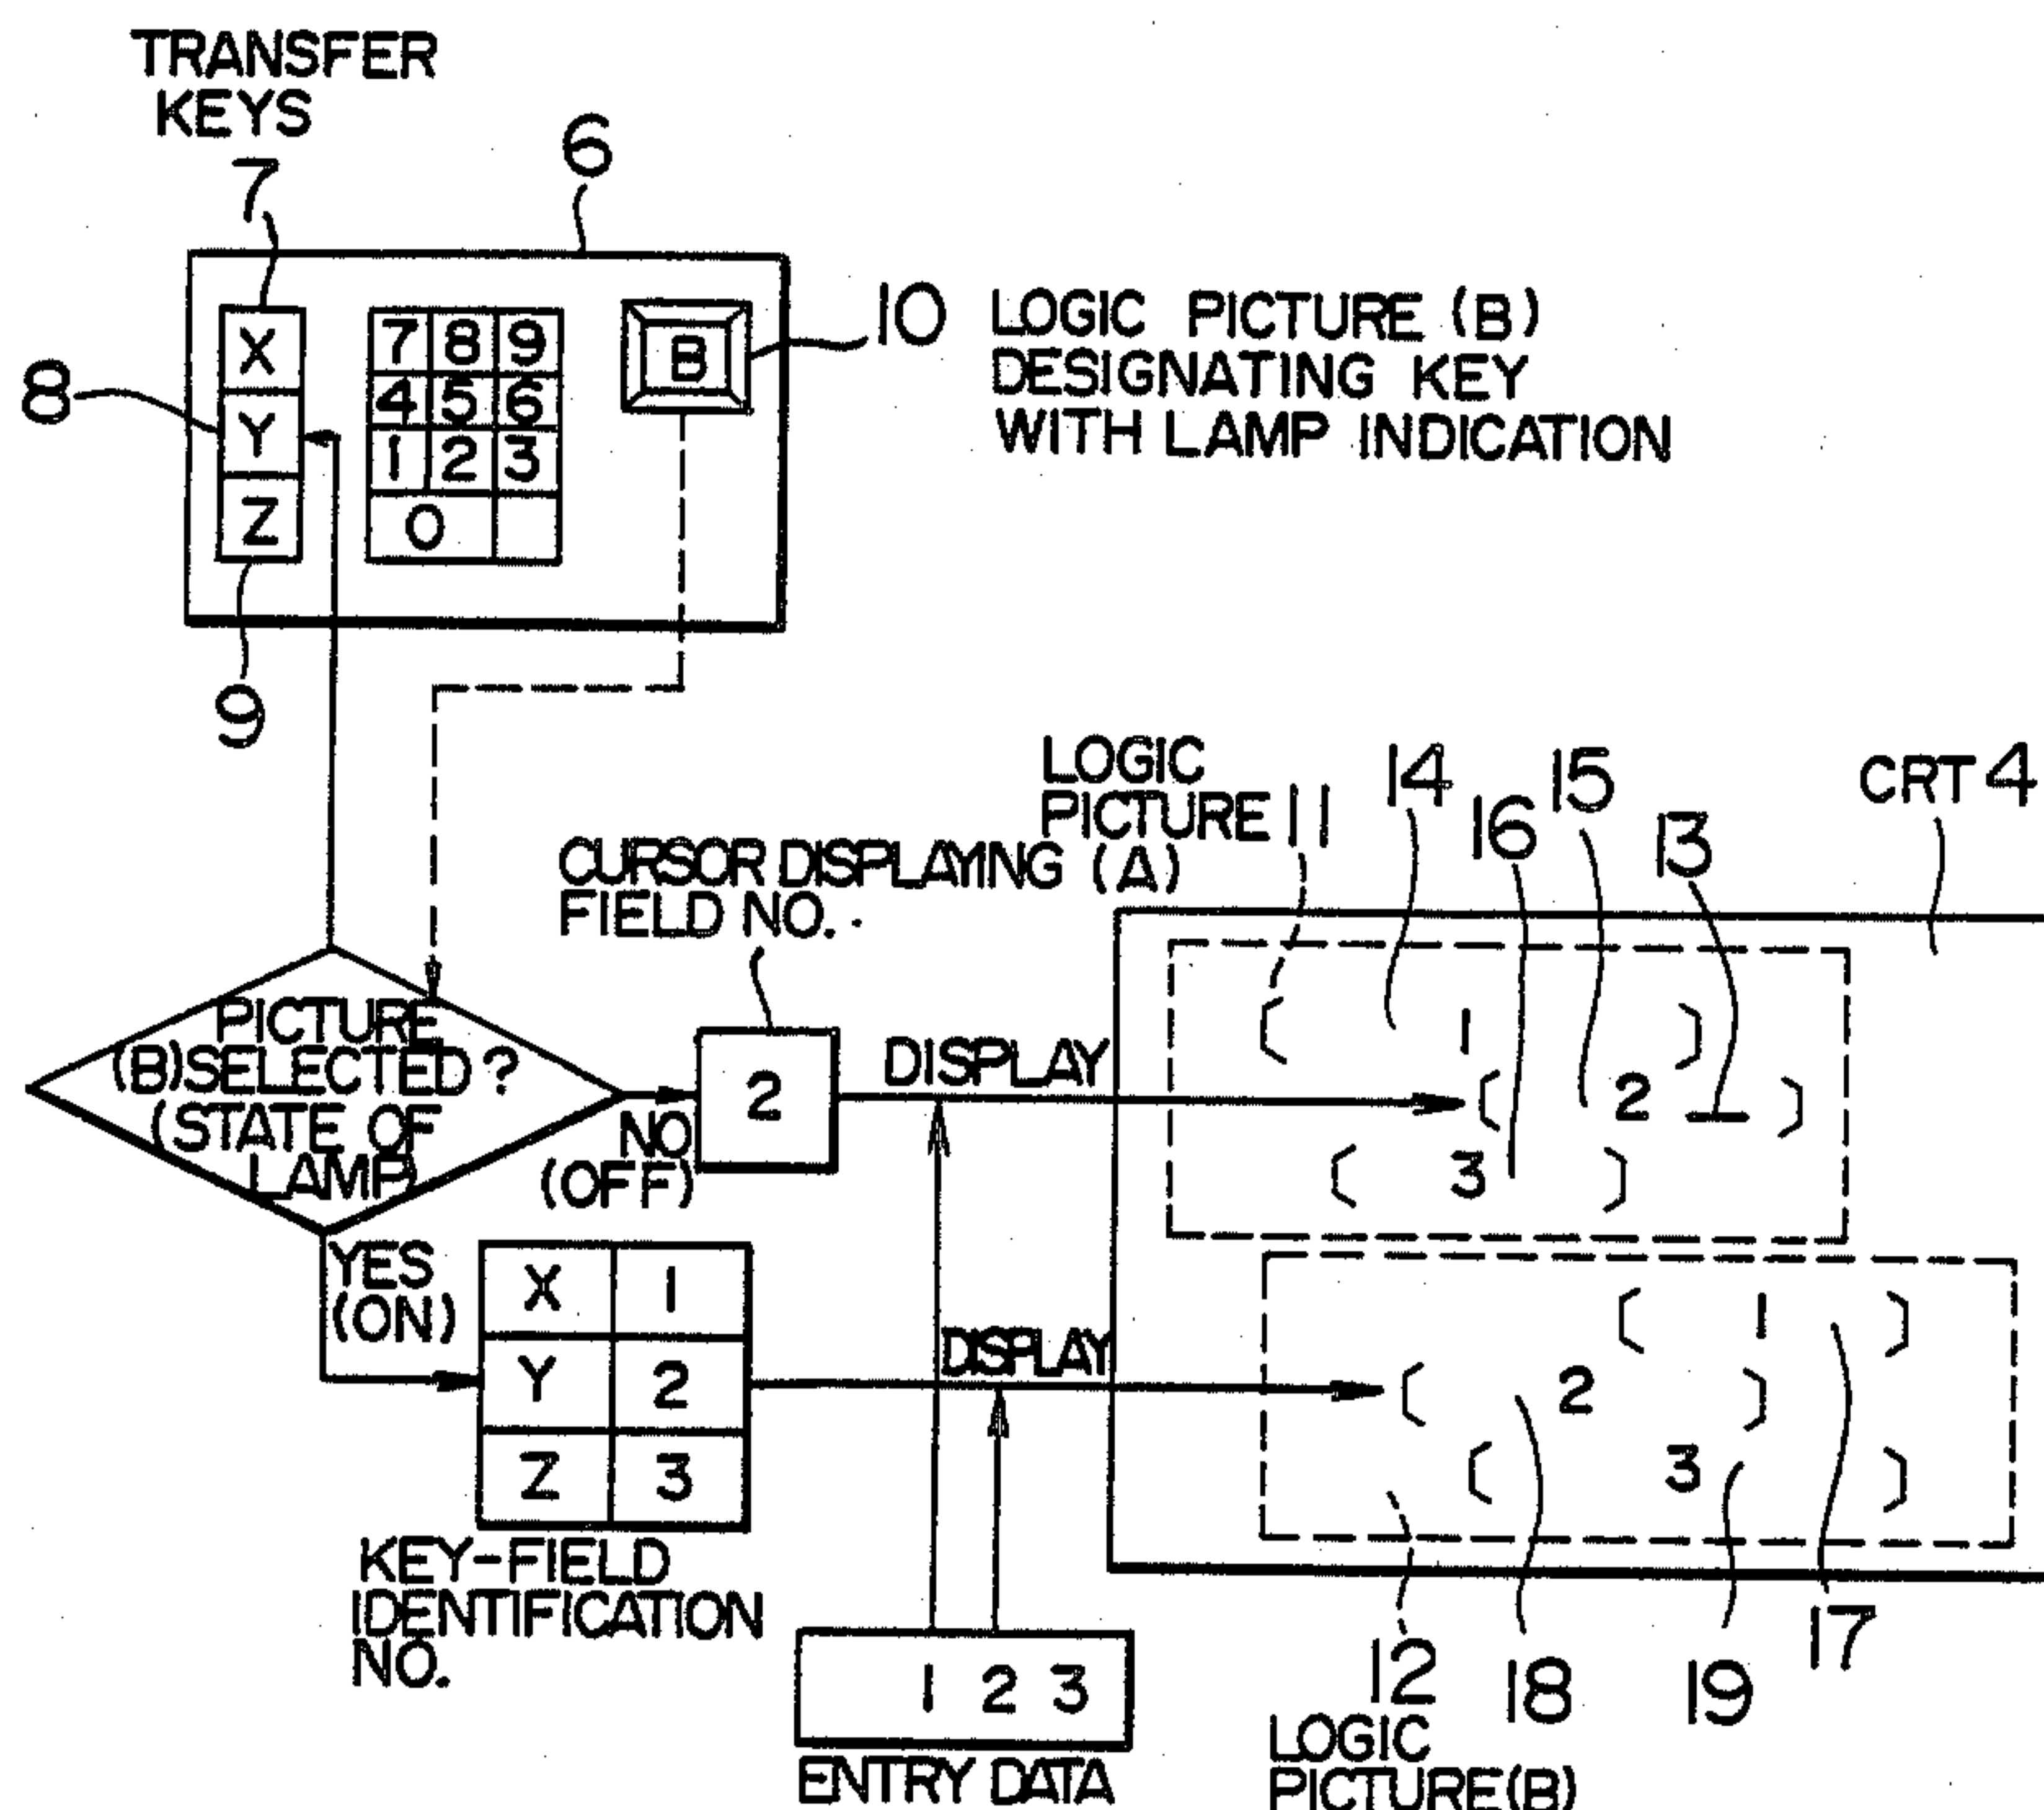 TRANSFER
KEYS
7
6
8
9
X
Y
Z
7 8 9
4 5 6
1 2 3
0
B
10 LOGIC PICTURE (B)
DESIGNATING KEY
WITH LAMP INDICATION
LOGIC
PICTURE 11
(A)
14
16
15
13
CRT 4
CURSOR DISPLAYING
FIELD NO.
PICTURE
(B) SELECTED ?
(STATE OF
LAMP)
NO
(OFF)
2
DISPLAY
( 1 )
( 2 _ )
( 3 )
YES
(ON)
X 1
Y 2
Z 3
KEY-FIELD
IDENTIFICATION
NO.
DISPLAY
( 1 )
( 2 )
( 3 )
1 2 3
ENTRY DATA
12
LOGIC
PICTURE(B)
18
19
17